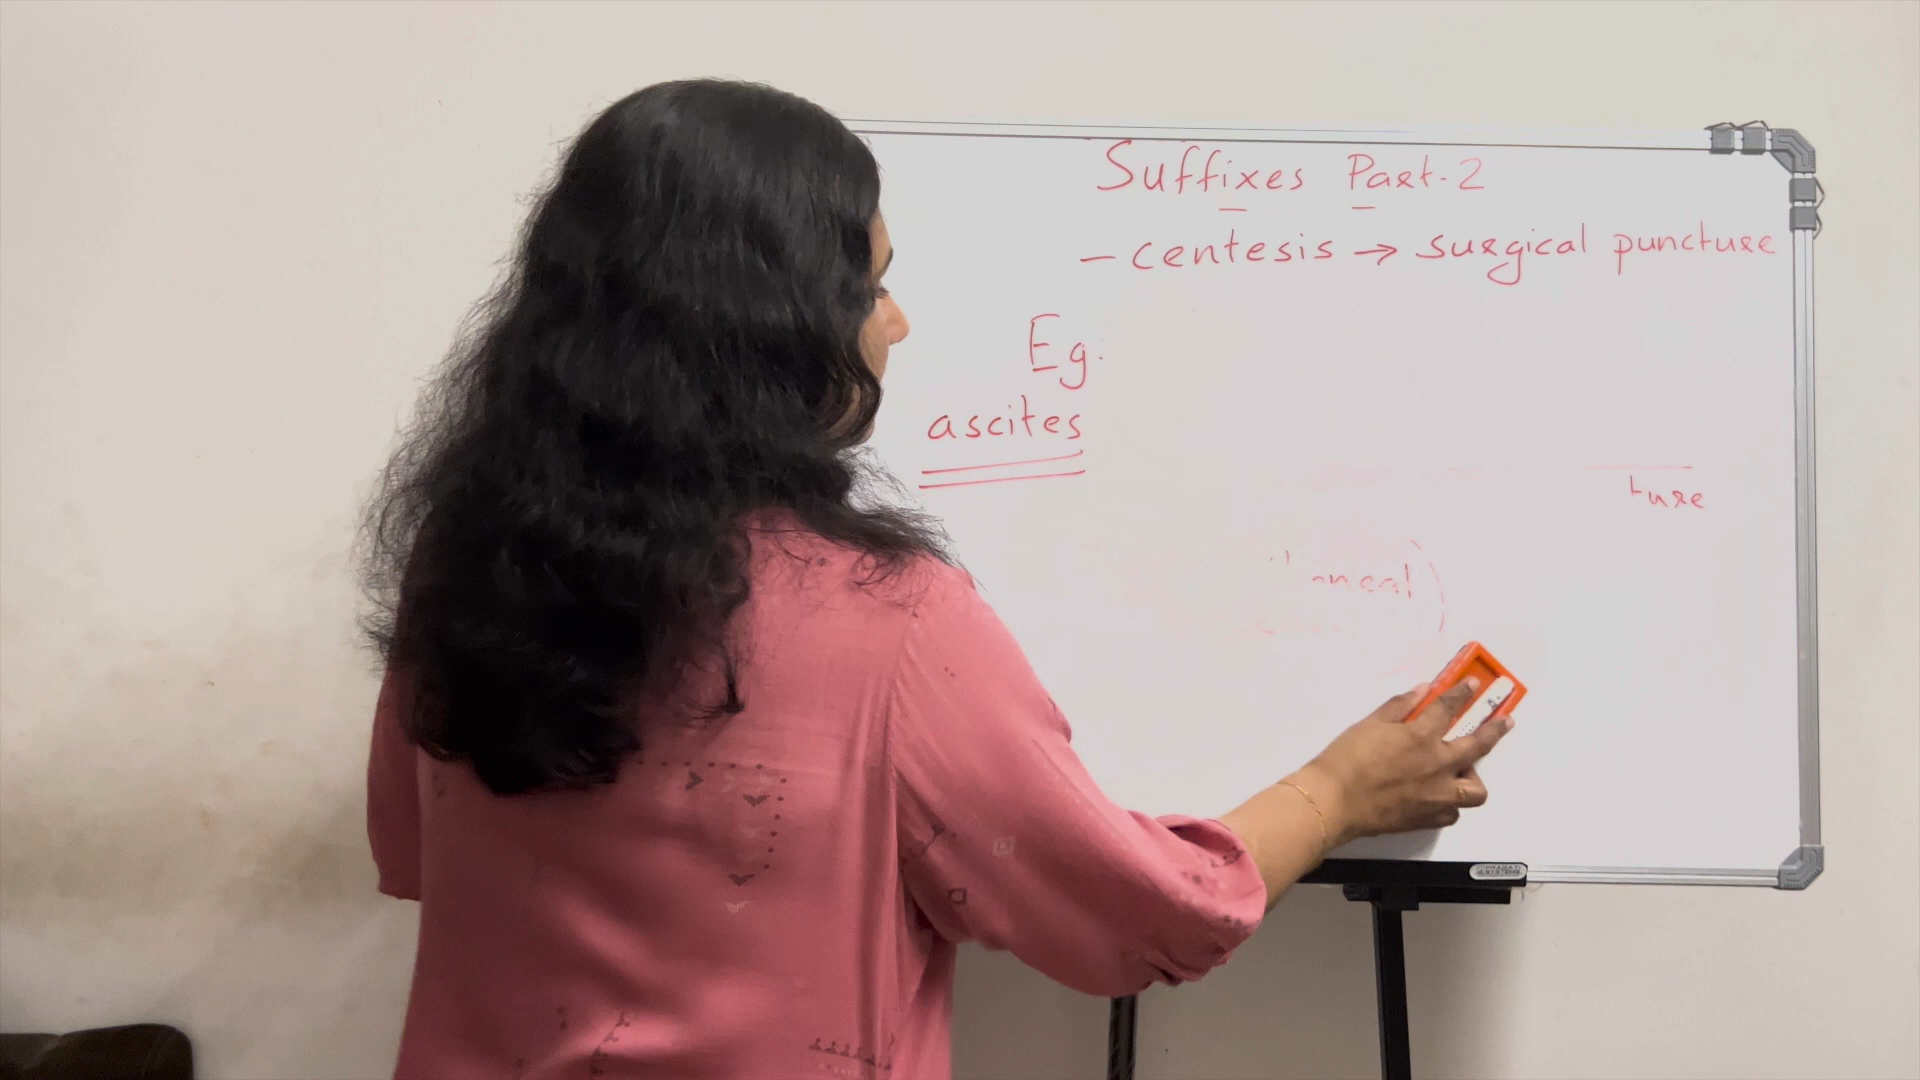 Suffixes Part-2
- centesis → surgical puncture
Eg:
ascites